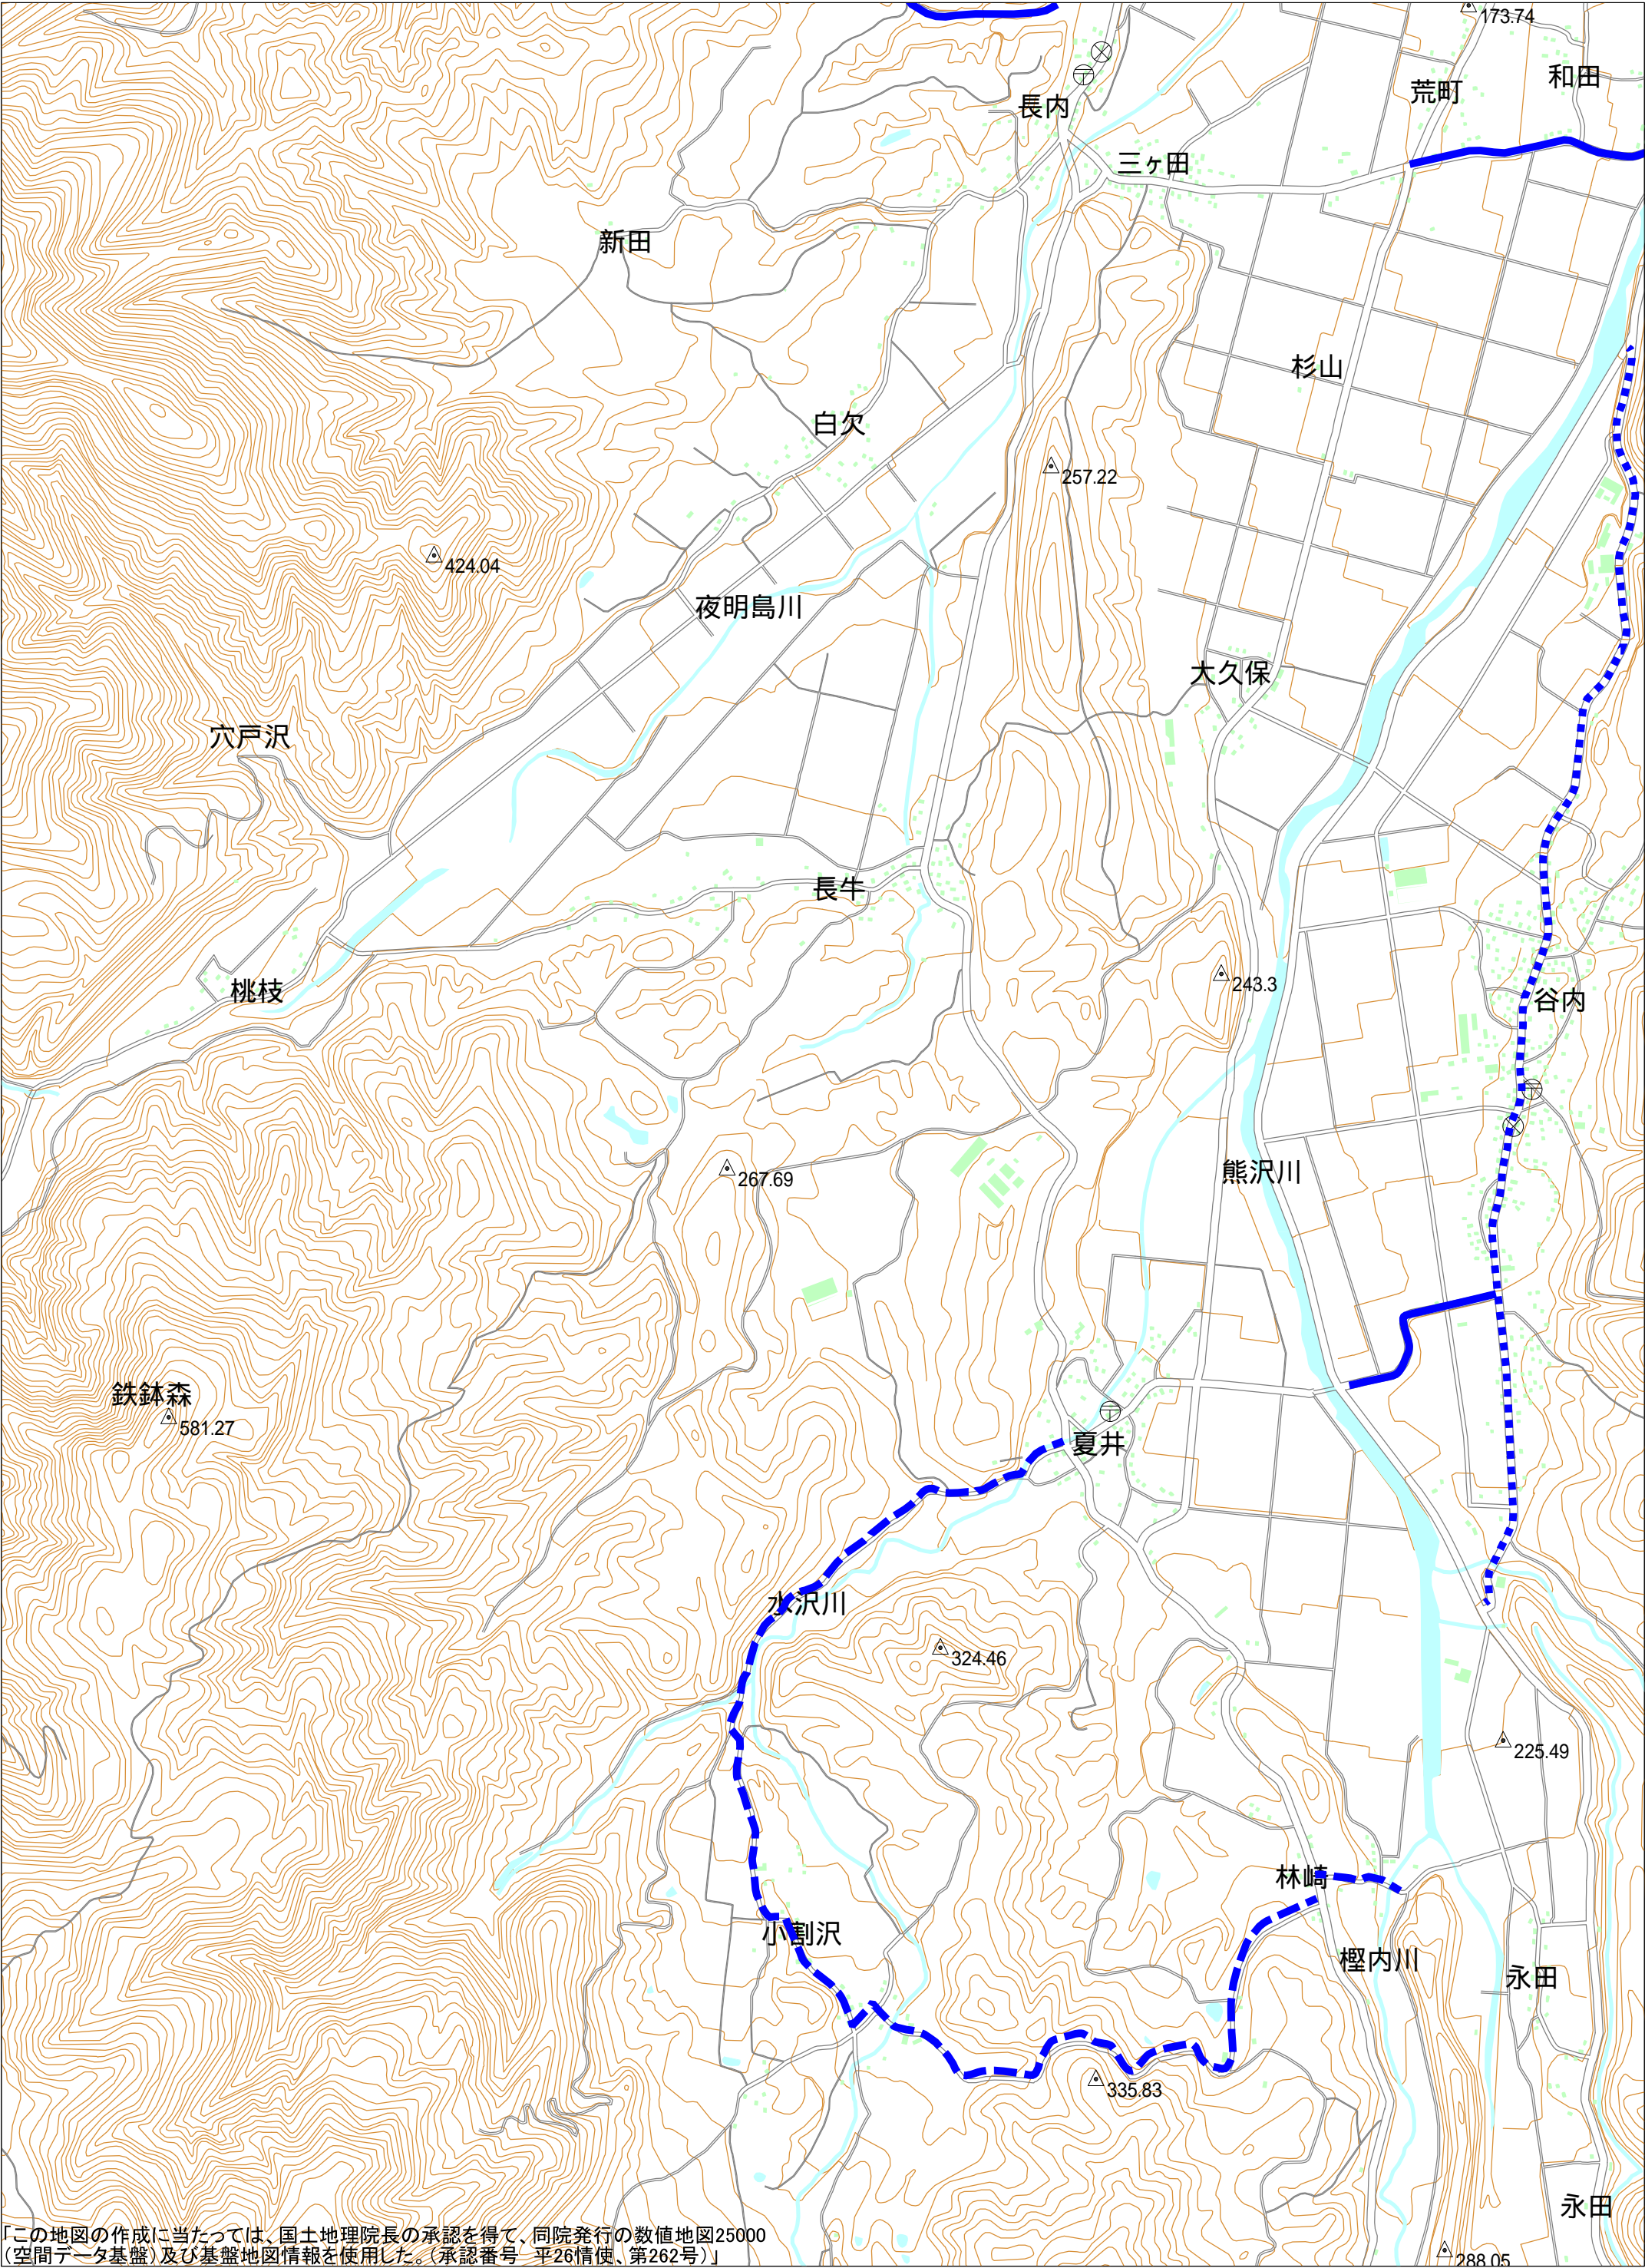 173.74
和田
荒町
長内
三ヶ田
新田
杉山
白欠
257.22
424.04
夜明島川
大久保
穴戸沢
長牛
243.3
桃枝
谷内
267.69
熊沢川
鉄鉢森
581.27
夏井
水沢川
324.46
225.49
林崎
小割沢
樫内川
永田
335.83
永田
「この地図の作成に当たっては、国土地理院長の承認を得て、同院発行の数値地図25000
（空間データ基盤）及び基盤地図情報を使用した。（承認番号　平26情使、第262号）」
288.05